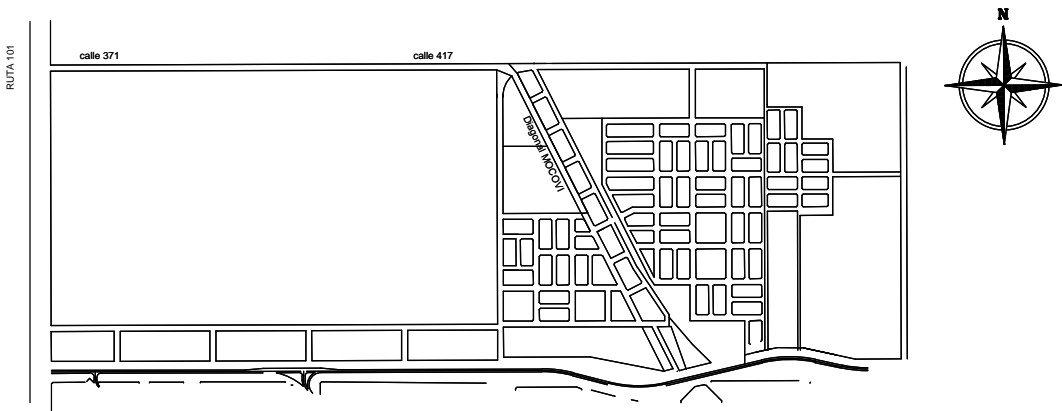 N
RUTA 101
calle 371
calle 417
Diagonal MOCOVI